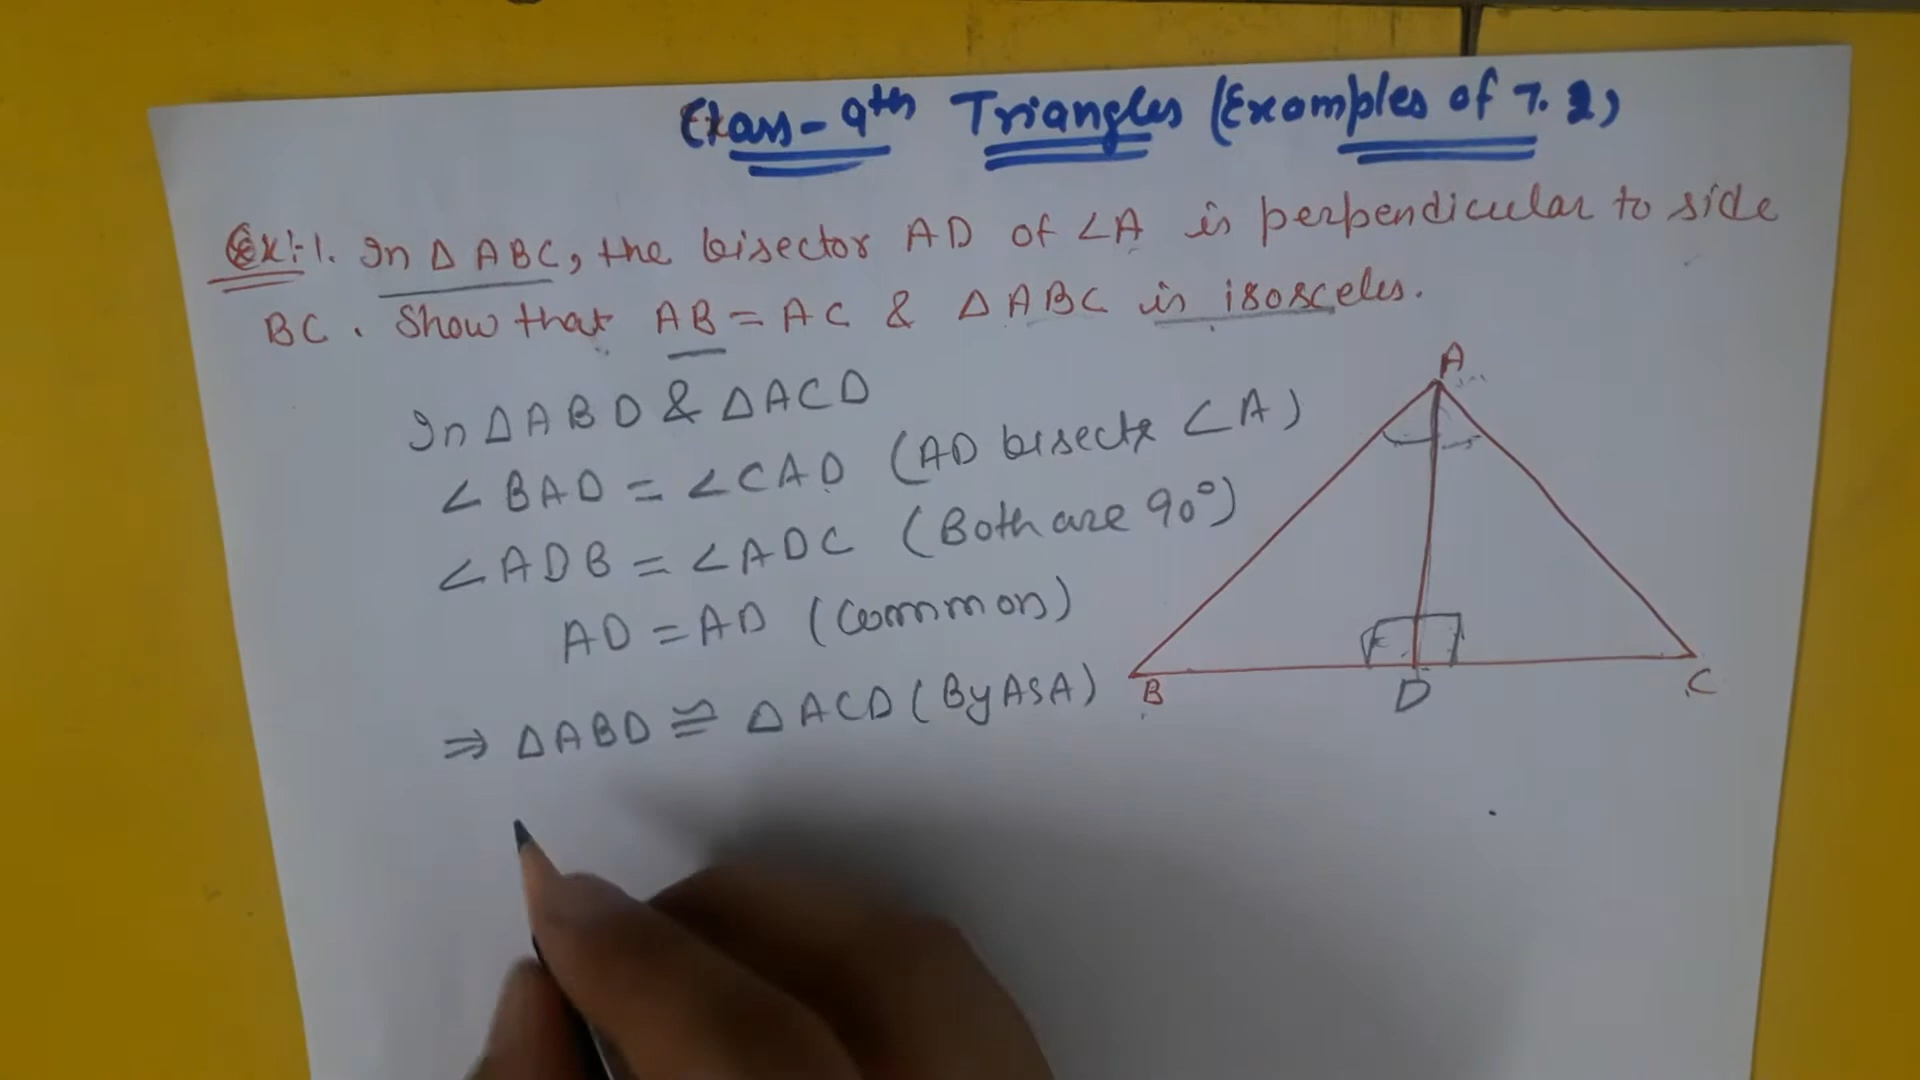 Class-9th Triangles (Examples of 7.2)
Ex:-1. In Δ ABC, the bisector AD of ∠A is perpendicular to side
BC. Show that AB = AC & Δ ABC is isosceles.
In Δ ABD & Δ ACD
∠BAD = ∠CAD (AD bisects ∠A)
∠ADB = ∠ADC (Both are 90°)
AD = AD (Common)
⇒ Δ ABD ≅ Δ ACD (By ASA)
A
B
D
C